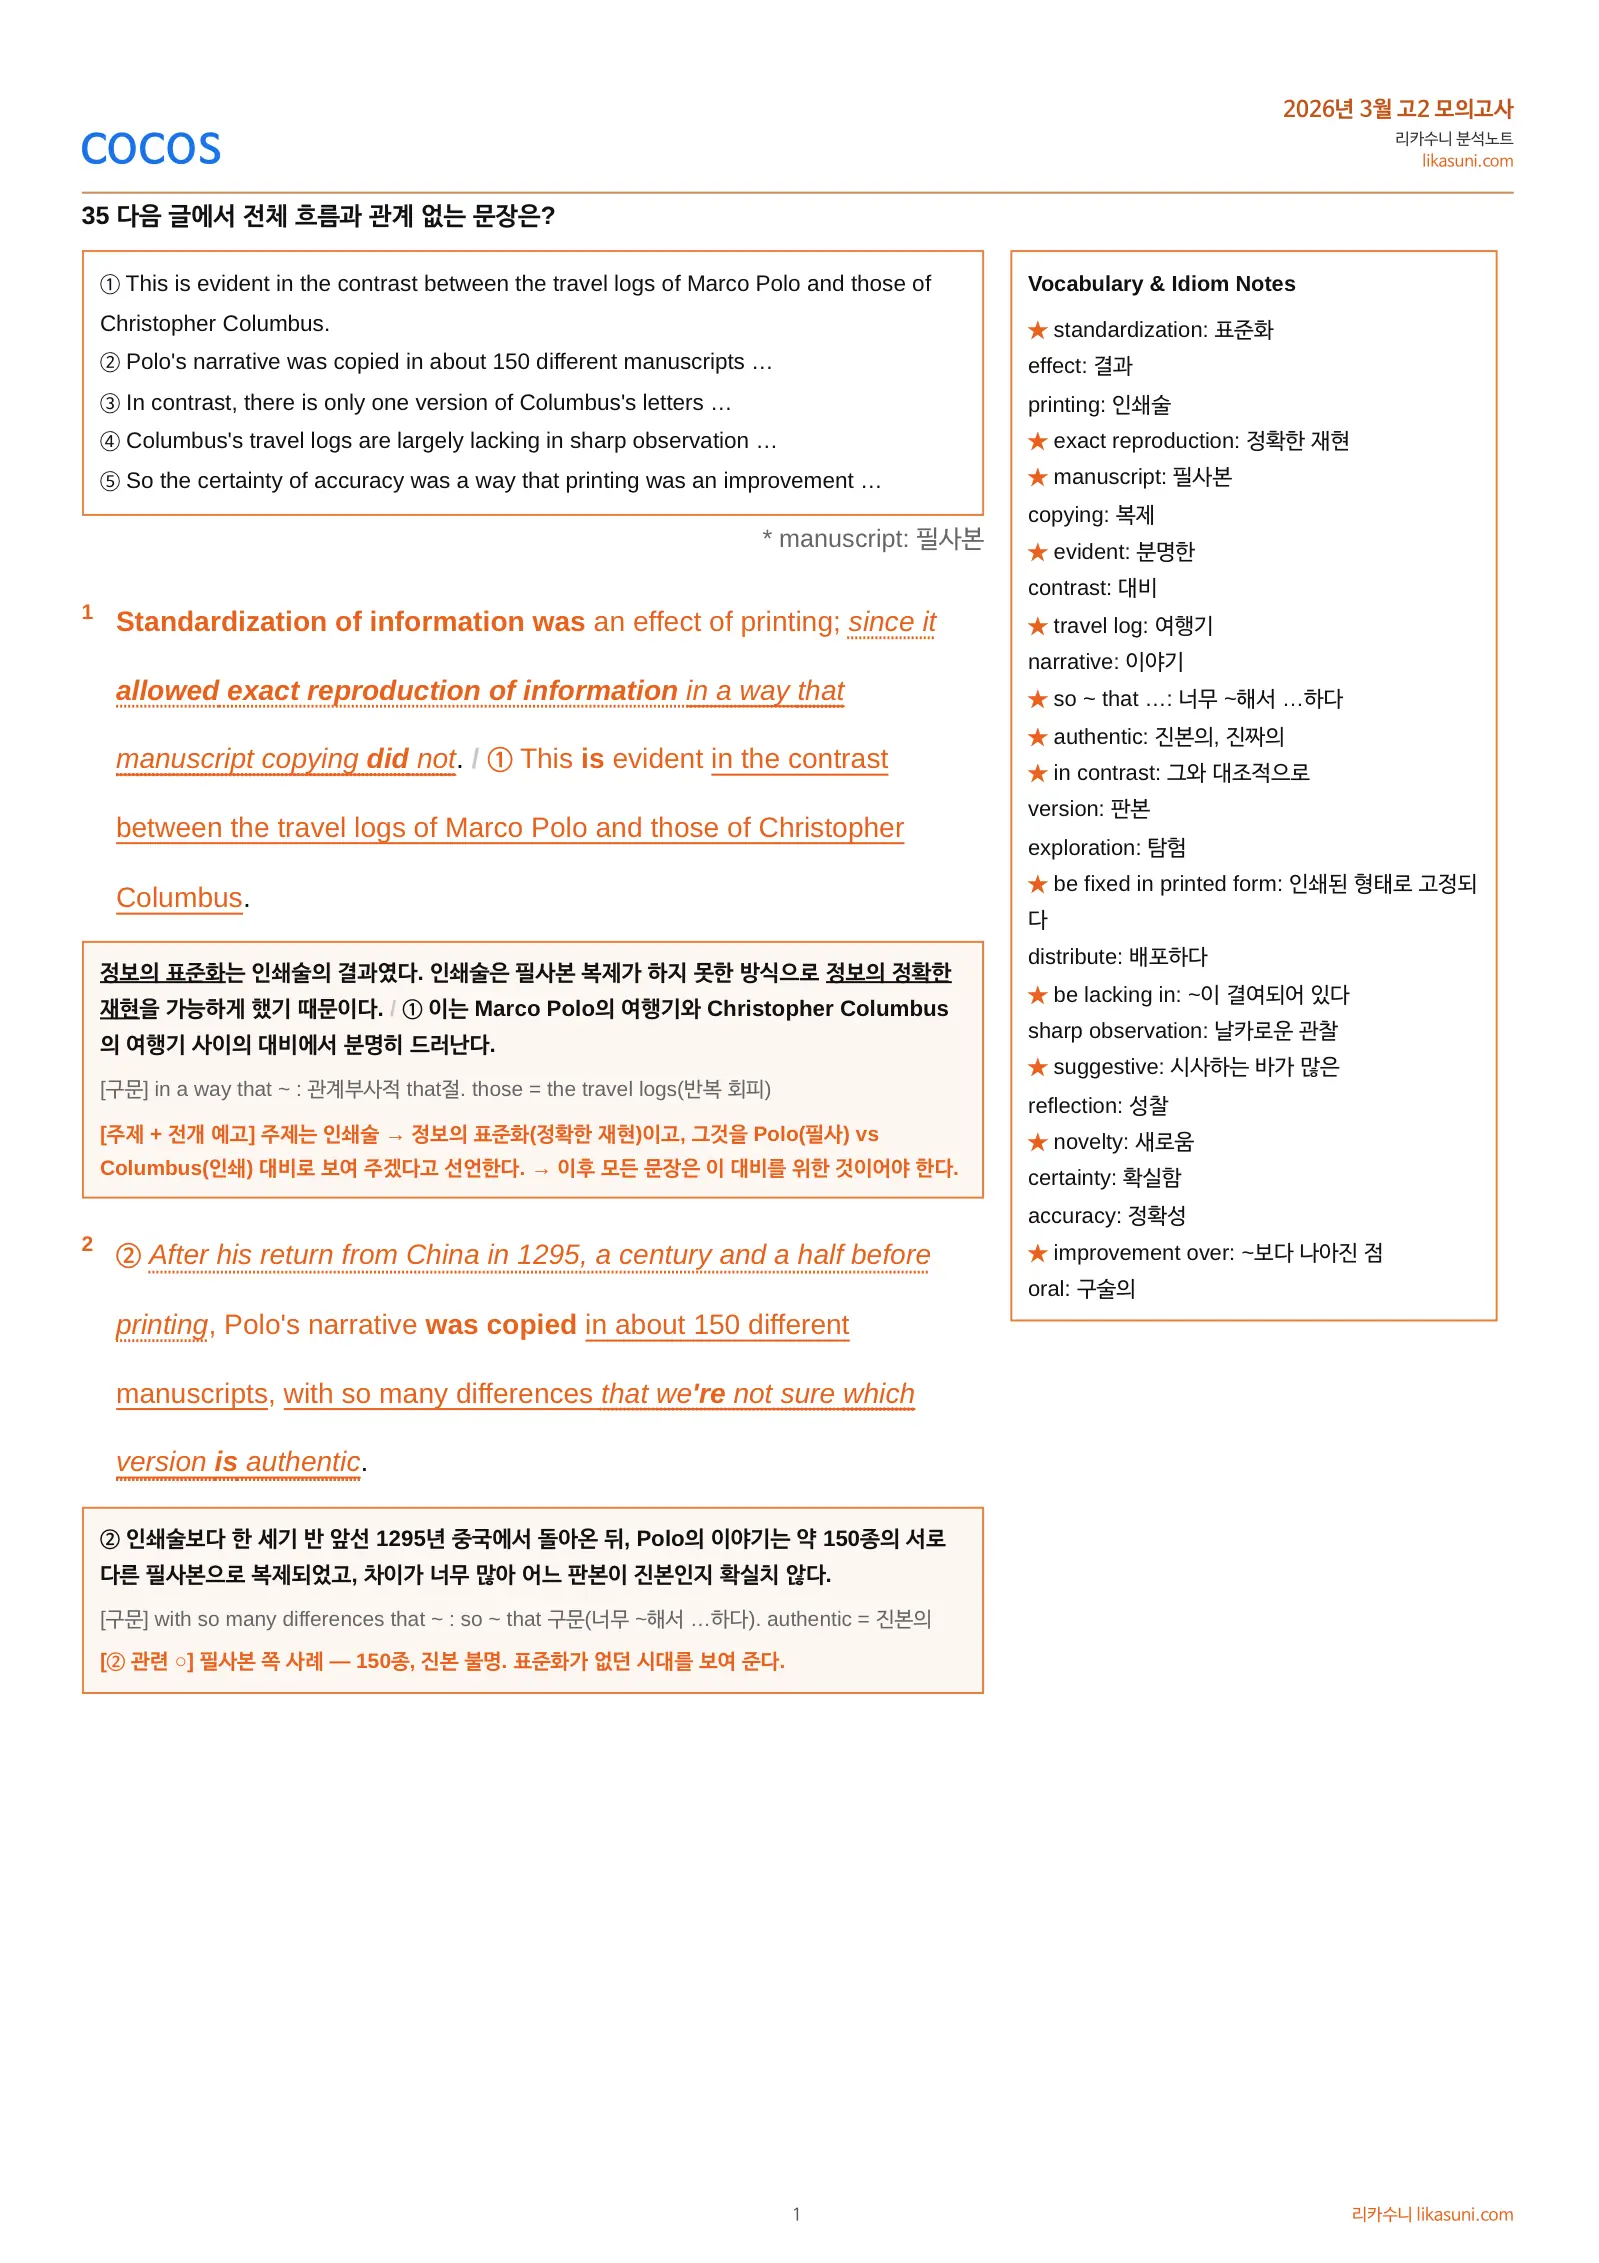 cocos
2026년 3월 고2 모의고사
리카수니 분석노트
likasuni.com
35 다음 글에서 전체 흐름과 관계 없는 문장은?
① This is evident in the contrast between the travel logs of Marco Polo and those of
Christopher Columbus.
② Polo's narrative was copied in about 150 different manuscripts …
③ In contrast, there is only one version of Columbus's letters …
④ Columbus's travel logs are largely lacking in sharp observation …
⑤ So the certainty of accuracy was a way that printing was an improvement …
* manuscript: 필사본
1 Standardization of information was an effect of printing; since it
allowed exact reproduction of information in a way that
manuscript copying did not. / ① This is evident in the contrast
between the travel logs of Marco Polo and those of Christopher
Columbus.
정보의 표준화는 인쇄술의 결과였다. 인쇄술은 필사본 복제가 하지 못한 방식으로 정보의 정확한
재현을 가능하게 했기 때문이다. / ① 이는 Marco Polo의 여행기와 Christopher Columbus
의 여행기 사이의 대비에서 분명히 드러난다.
[구문] in a way that ~ : 관계부사적 that절. those = the travel logs(반복 회피)
[주제 + 전개 예고] 주제는 인쇄술 → 정보의 표준화(정확한 재현)이고, 그것을 Polo(필사) vs
Columbus(인쇄) 대비로 보여 주겠다고 선언한다. → 이후 모든 문장은 이 대비를 위한 것이어야 한다.
2 ② After his return from China in 1295, a century and a half before
printing, Polo's narrative was copied in about 150 different
manuscripts, with so many differences that we're not sure which
version is authentic.
② 인쇄술보다 한 세기 반 앞선 1295년 중국에서 돌아온 뒤, Polo의 이야기는 약 150종의 서로
다른 필사본으로 복제되었고, 차이가 너무 많아 어느 판본이 진본인지 확실치 않다.
[구문] with so many differences that ~ : so ~ that 구문(너무 ~해서 …하다). authentic = 진본의
[② 관련 ○] 필사본 쪽 사례 — 150종, 진본 불명. 표준화가 없던 시대를 보여 준다.
Vocabulary & Idiom Notes
★ standardization: 표준화
effect: 결과
printing: 인쇄술
★ exact reproduction: 정확한 재현
★ manuscript: 필사본
copying: 복제
★ evident: 분명한
contrast: 대비
★ travel log: 여행기
narrative: 이야기
★ so ~ that …: 너무 ~해서 …하다
★ authentic: 진본의, 진짜의
★ in contrast: 그와 대조적으로
version: 판본
exploration: 탐험
★ be fixed in printed form: 인쇄된 형태로 고정되
다
distribute: 배포하다
★ be lacking in: ~이 결여되어 있다
sharp observation: 날카로운 관찰
★ suggestive: 시사하는 바가 많은
reflection: 성찰
★ novelty: 새로움
certainty: 확실함
accuracy: 정확성
★ improvement over: ~보다 나아진 점
oral: 구술의
1
리카수니 likasuni.com